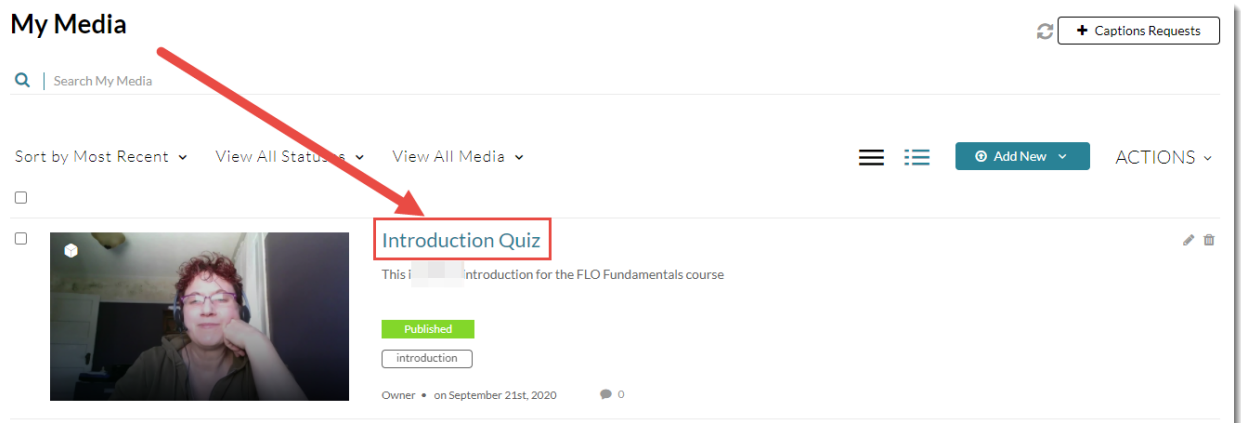 My Media
+ Captions Requests
Search My Media
Sort by Most Recent View All Statuses View All Media Add New ACTIONS
Introduction Quiz
This introduction for the FLO Fundamentals course
Published
introduction
Owner • on September 21st, 2020 0